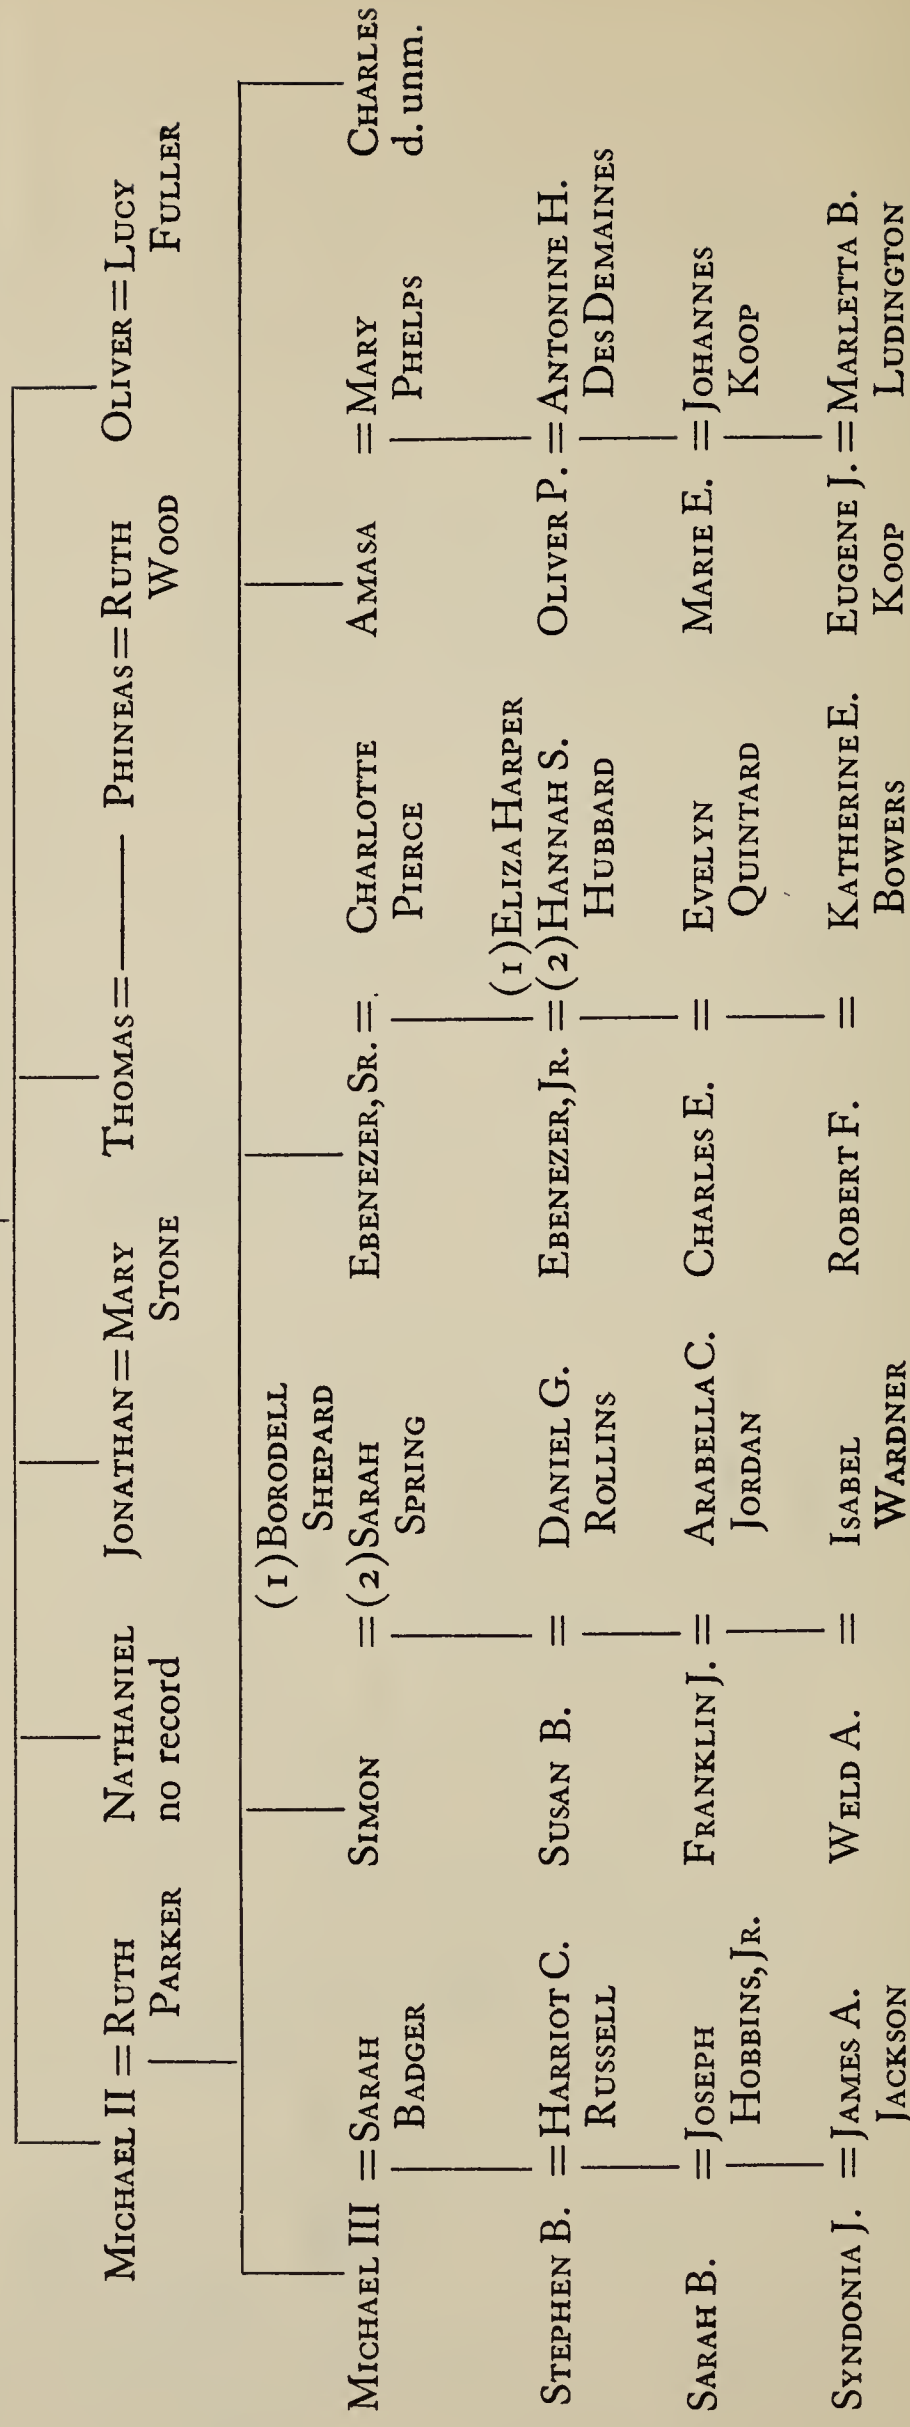 MICHAEL II = RUTH
PARKER
NATHANIEL
no record
JONATHAN = MARY
STONE
THOMAS =
PHINEAS = RUTH
WOOD
OLIVER = LUCY
FULLER
MICHAEL III = SARAH
BADGER
(1) BORODELL
SHEPARD
SIMON = (2) SARAH
SPRING
EBENEZER, SR. = CHARLOTTE
PIERCE
AMASA = MARY
PHELPS
CHARLES
d. unm.
STEPHEN B. = HARRIOT C.
RUSSELL
SUSAN B. = DANIEL G.
ROLLINS
(1) ELIZA HARPER
EBENEZER, JR. = (2) HANNAH S.
HUBBARD
OLIVER P. = ANTONINE H.
DES DEMAINES
SARAH B. = JOSEPH
HOBBINS, JR.
FRANKLIN J. = ARABELLA C.
JORDAN
CHARLES E. = EVELYN
QUINTARD
MARIE E. = JOHANNES
KOOP
SYNDONIA J. = JAMES A.
JACKSON
WELD A. = ISABEL
WARDNER
ROBERT F. = KATHERINE E.
BOWERS
EUGENE J. = MARLETTA B.
KOOP LUDINGTON